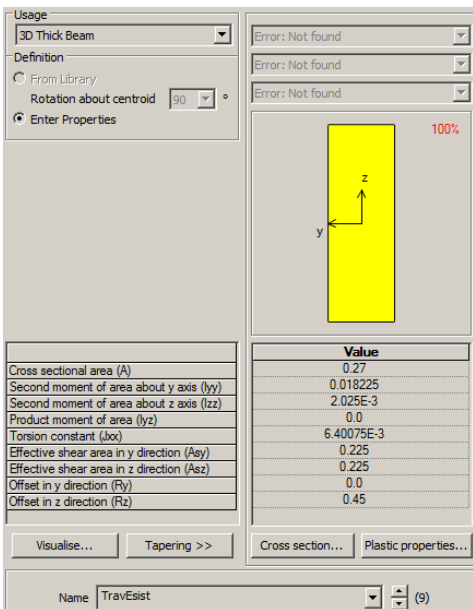 Usage
3D Thick Beam
Definition
From Library
Rotation about centroid 90 °
Enter Properties
Error: Not found
Error: Not found
Error: Not found
100%
z
y
Value
Cross sectional area (A) 0.27
Second moment of area about y axis (Iyy) 0.018225
Second moment of area about z axis (Izz) 2.025E-3
Product moment of area (Iyz) 0.0
Torsion constant (Jxx) 6.40075E-3
Effective shear area in y direction (Asy) 0.225
Effective shear area in z direction (Asz) 0.225
Offset in y direction (Ry) 0.0
Offset in z direction (Rz) 0.45
Visualise... Tapering >> Cross section... Plastic properties...
Name TravEsist (9)